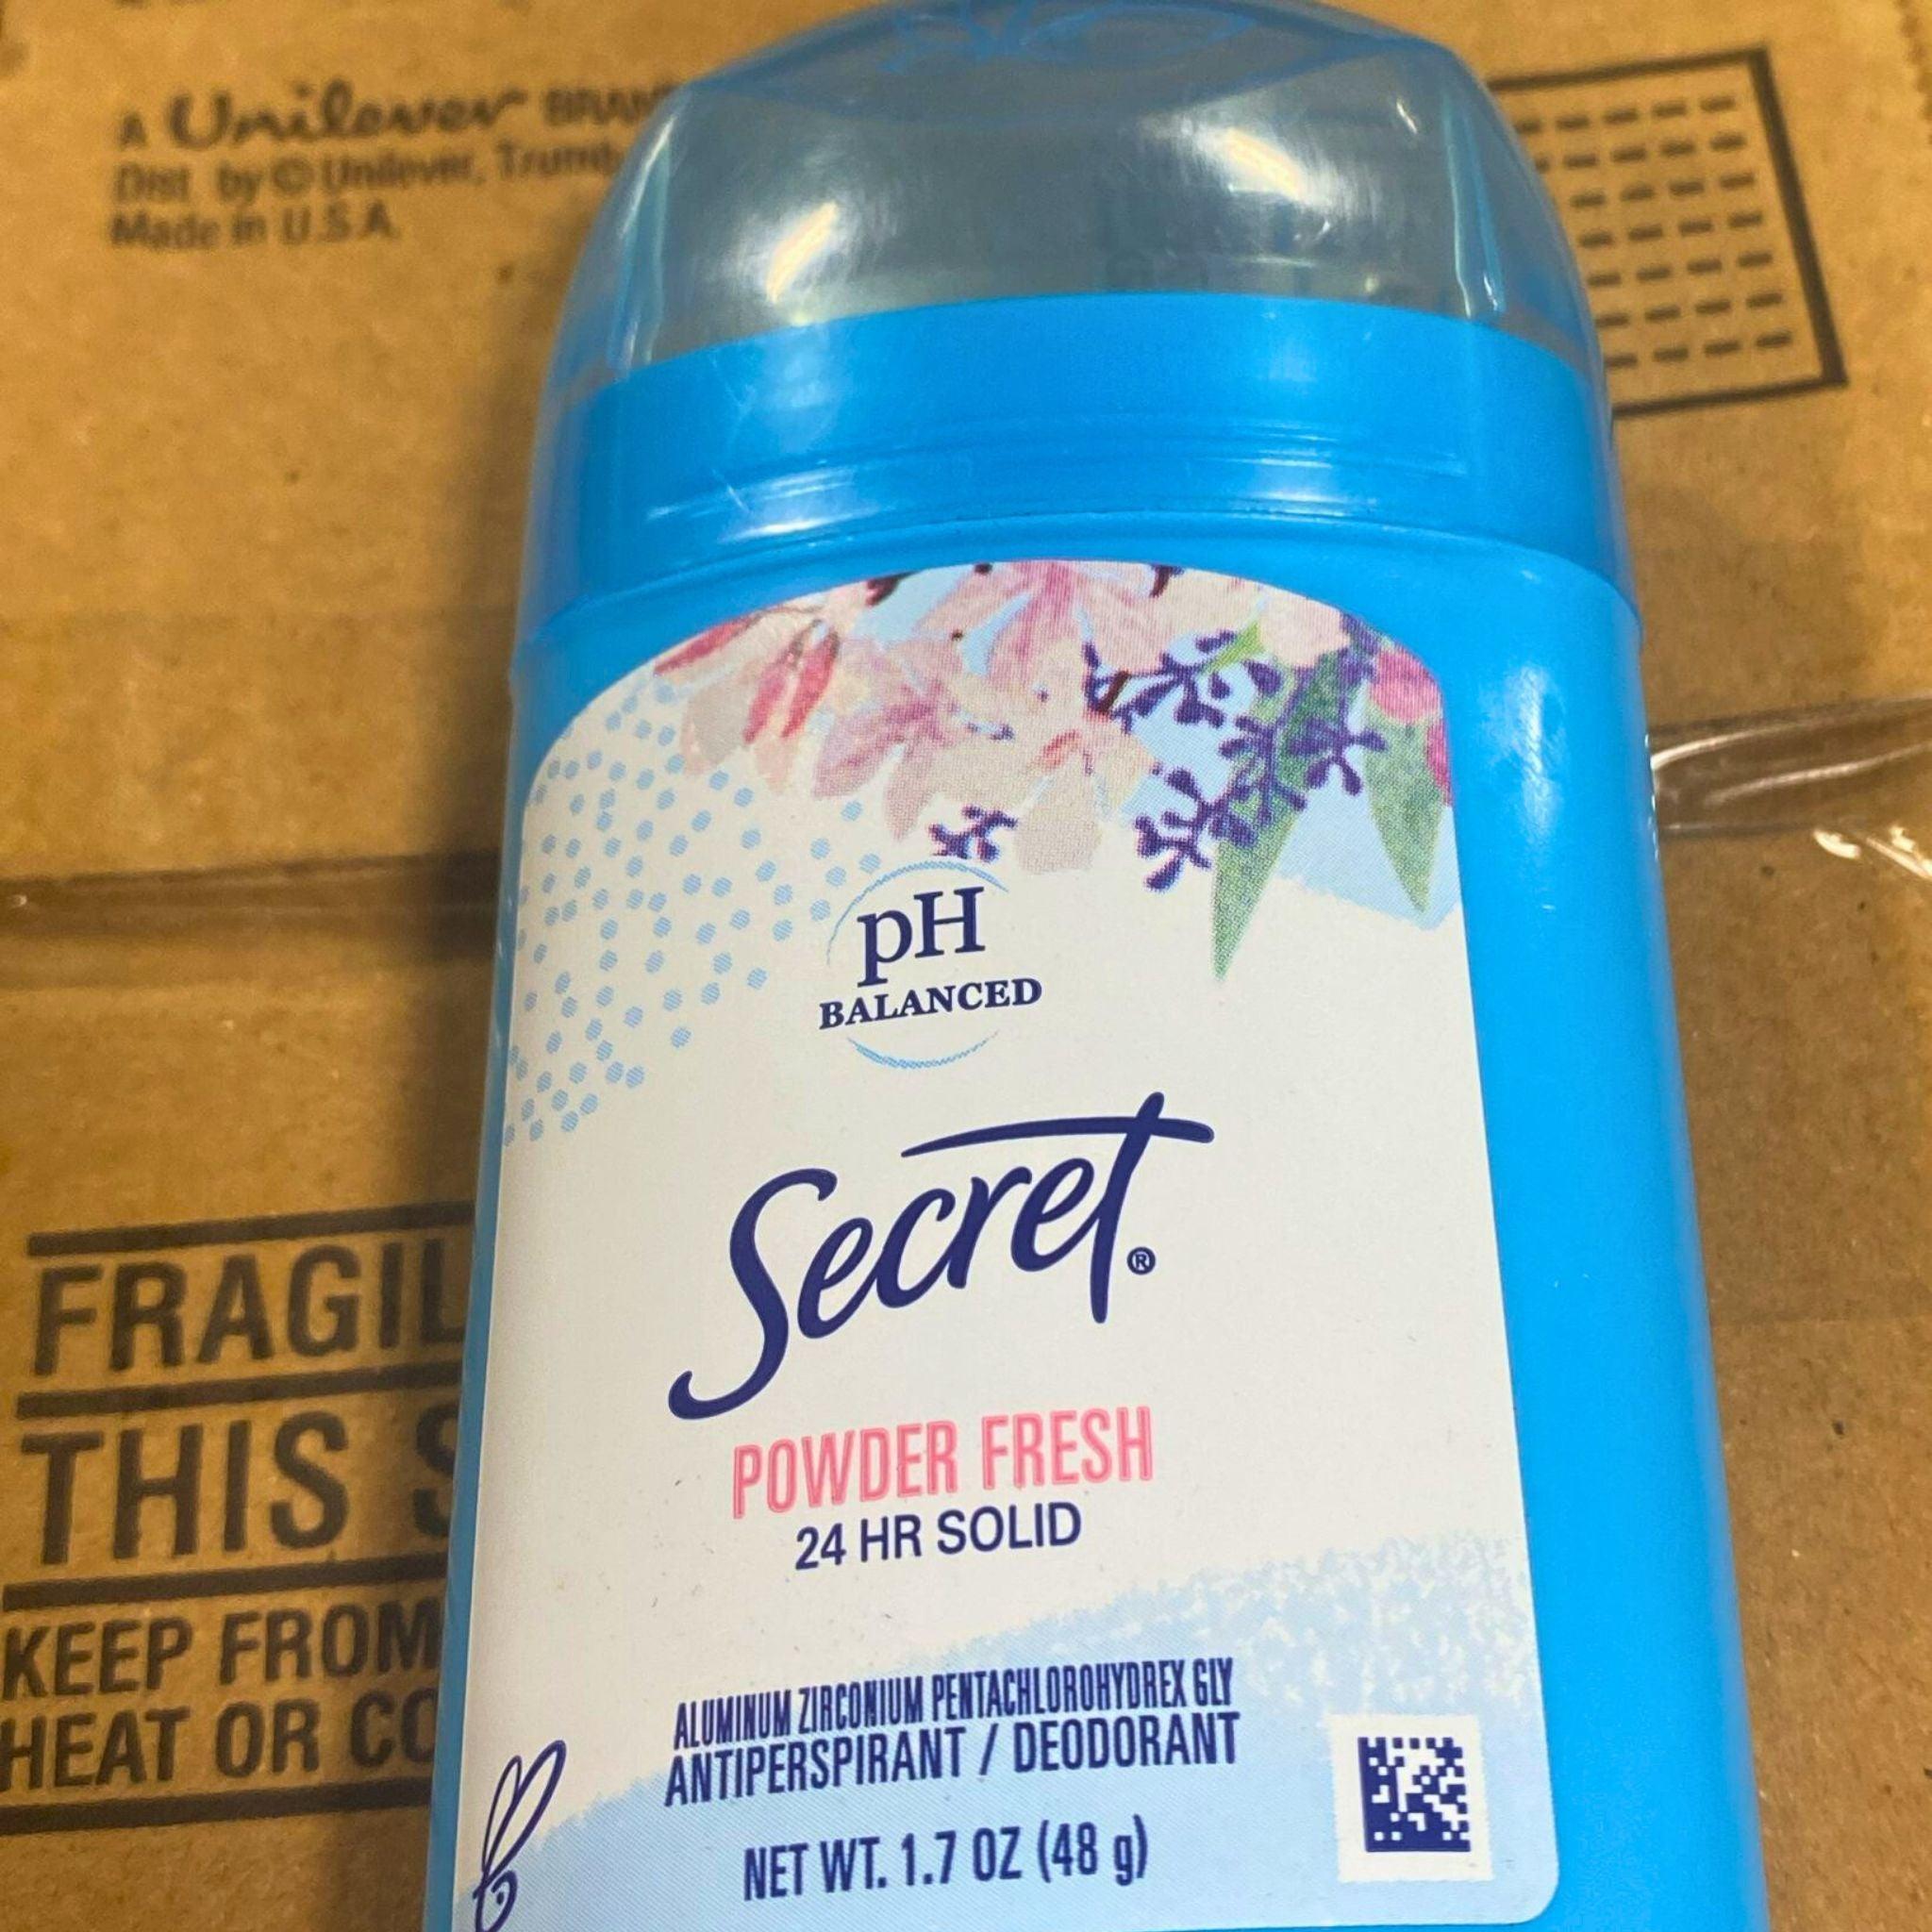 A Unilever
Dist. by © Unilever,
Made in U.S.A.
pH
BALANCED
Secret®
POWDER FRESH
24 HR SOLID
ALUMINUM ZIRCONIUM PENTACHLOROHYDREX GLY
ANTIPERSPIRANT / DEODORANT
NET WT. 1.7 OZ (48 g)
FRAGIL
THIS S
KEEP FROM
HEAT OR CO